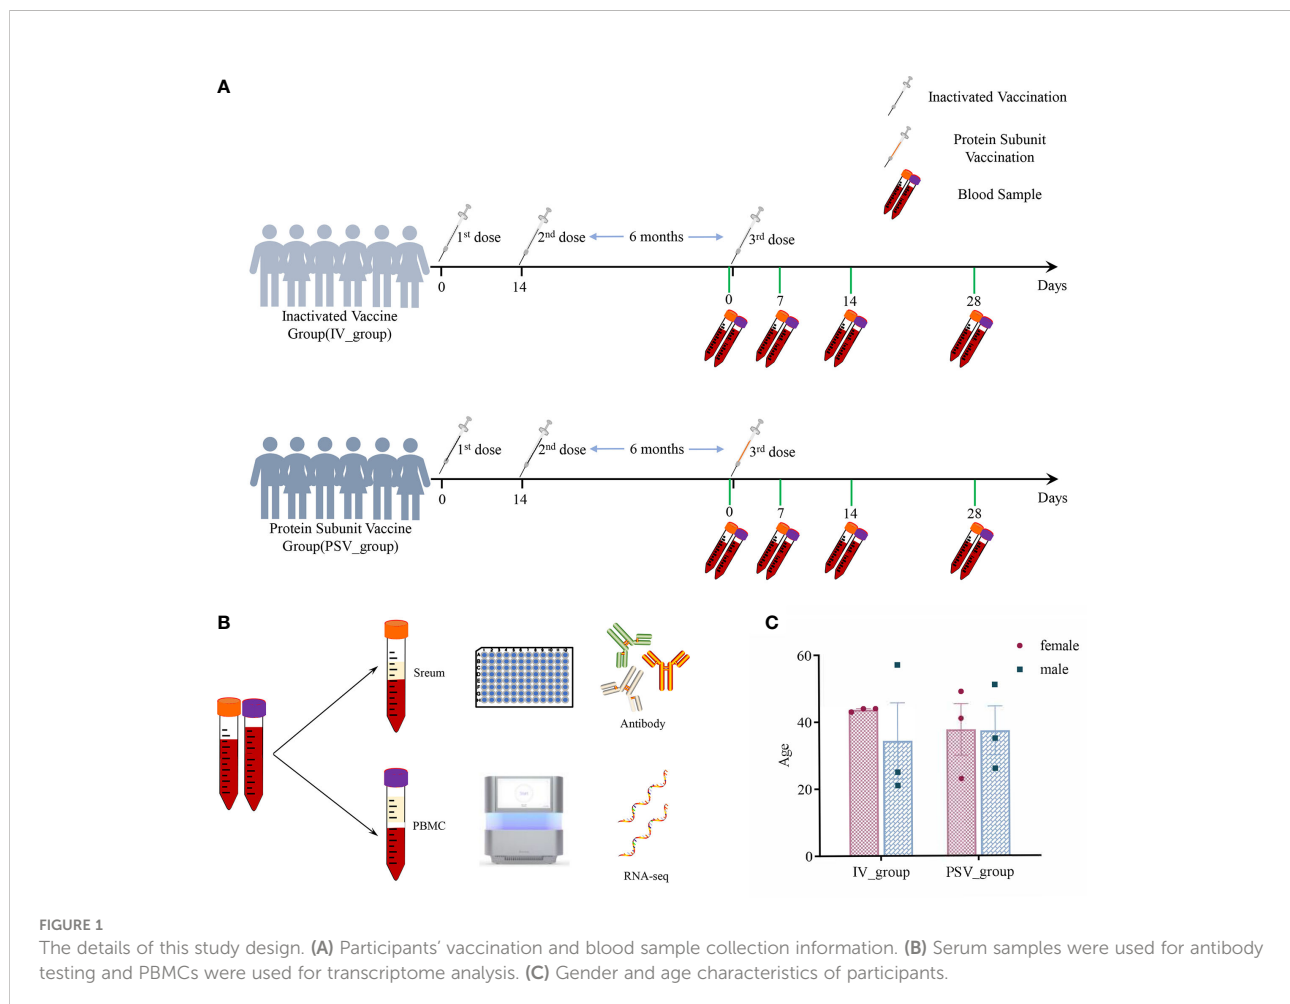 A
Inactivated Vaccination
Protein Subunit
Vaccination
Blood Sample
1st dose
2nd dose
6 months
3rd dose
0
14
0
7
14
28
Days
Inactivated Vaccine
Group(IV_group)
1st dose
2nd dose
6 months
3rd dose
0
14
0
7
14
28
Days
Protein Subunit Vaccine
Group(PSV_group)
B
Sreum
Antibody
PBMC
RNA-seq
C
female
male
60
40
20
0
Age
IV_group
PSV_group
FIGURE 1
The details of this study design. (A) Participants’ vaccination and blood sample collection information. (B) Serum samples were used for antibody
testing and PBMCs were used for transcriptome analysis. (C) Gender and age characteristics of participants.